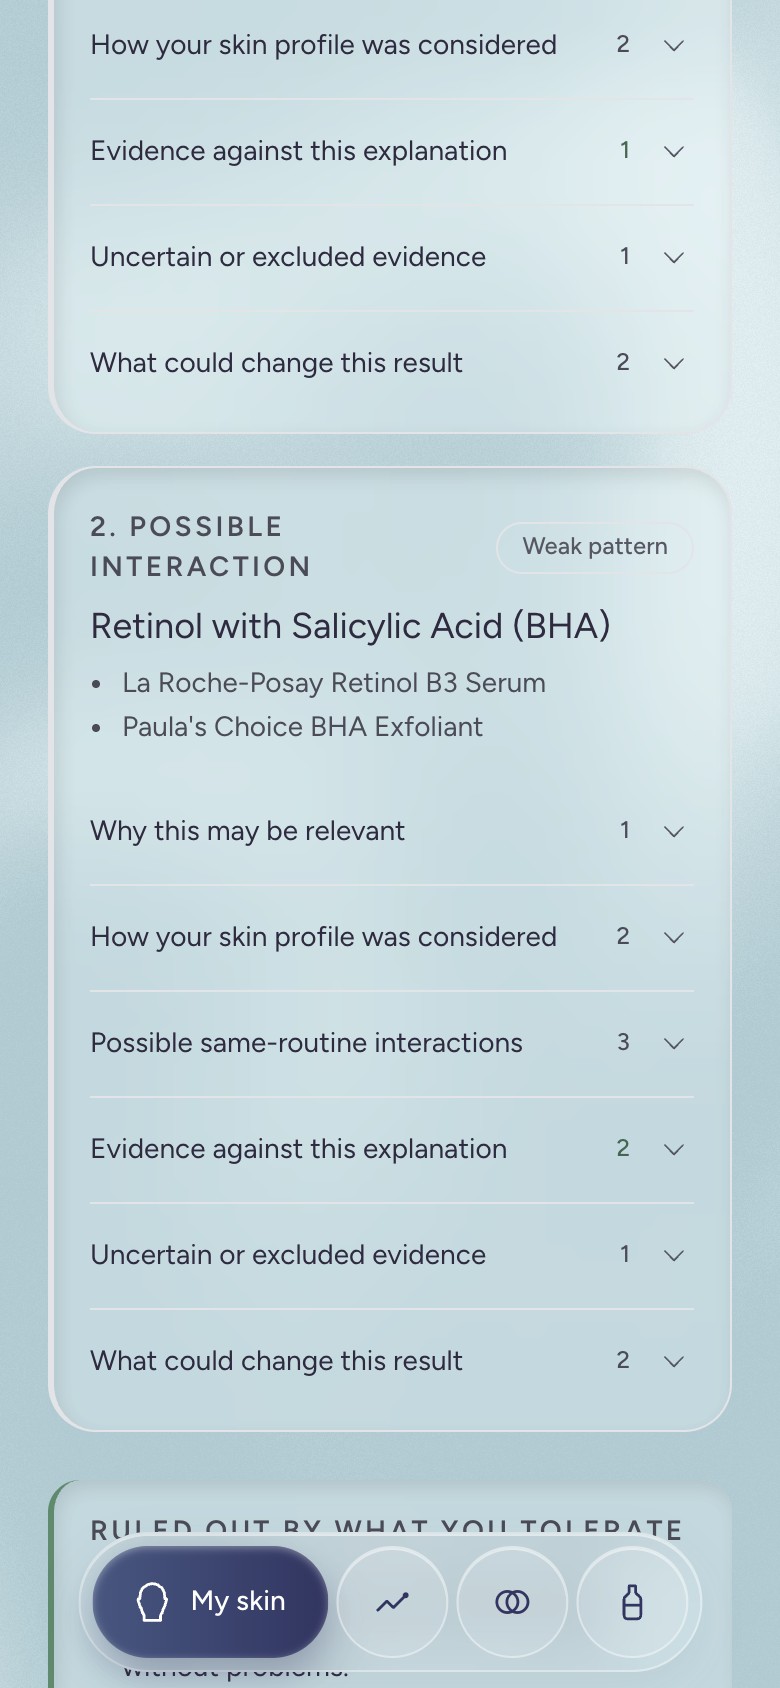 How your skin profile was considered 2
Evidence against this explanation 1
Uncertain or excluded evidence 1
What could change this result 2
2. POSSIBLE
INTERACTION
Weak pattern
Retinol with Salicylic Acid (BHA)
• La Roche-Posay Retinol B3 Serum
• Paula's Choice BHA Exfoliant
Why this may be relevant 1
How your skin profile was considered 2
Possible same-routine interactions 3
Evidence against this explanation 2
Uncertain or excluded evidence 1
What could change this result 2
RULED OUT BY WHAT YOU TOLERATE
My skin
without problems.